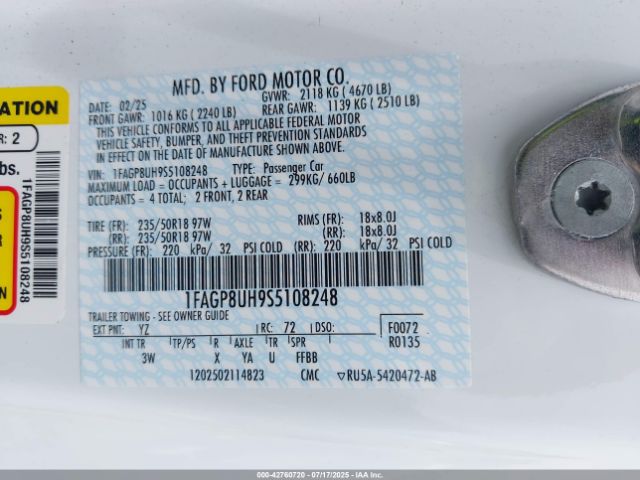 MFD. BY FORD MOTOR CO.
DATE: 02/25 GVWR: 2118 KG ( 4670 LB)
FRONT GAWR: 1016 KG ( 2240 LB) REAR GAWR: 1139 KG ( 2510 LB)
THIS VEHICLE CONFORMS TO ALL APPLICABLE FEDERAL MOTOR
VEHICLE SAFETY, BUMPER, AND THEFT PREVENTION STANDARDS
IN EFFECT ON THE DATE OF MANUFACTURE SHOWN ABOVE.
VIN: 1FAGP8UH9S5108248 TYPE: Passenger Car
MAXIMUM LOAD = OCCUPANTS + LUGGAGE = 299KG/ 660LB
OCCUPANTS = 4 TOTAL; 2 FRONT, 2 REAR
TIRE (FR): 235/50R18 97W RIMS (FR): 18x8.0J
(RR): 235/50R18 97W (RR): 18x8.0J
PRESSURE (FR): 220 kPa/ 32 PSI COLD (RR): 220 kPa/ 32 PSI COLD
1FAGP8UH9S5108248
TRAILER TOWING - SEE OWNER GUIDE
EXT PNT: YZ RC: 72 DSO: F0072
INT TR TP/PS R AXLE TR SPR R0135
3W X YA U FFBB
1202502114823 CMC ▽RU5A-5420472-AB
ATION
R: 2
bs.
1FAGP8UH9S5108248
000-42760720 | 07/17/2025 | COPART, INC.